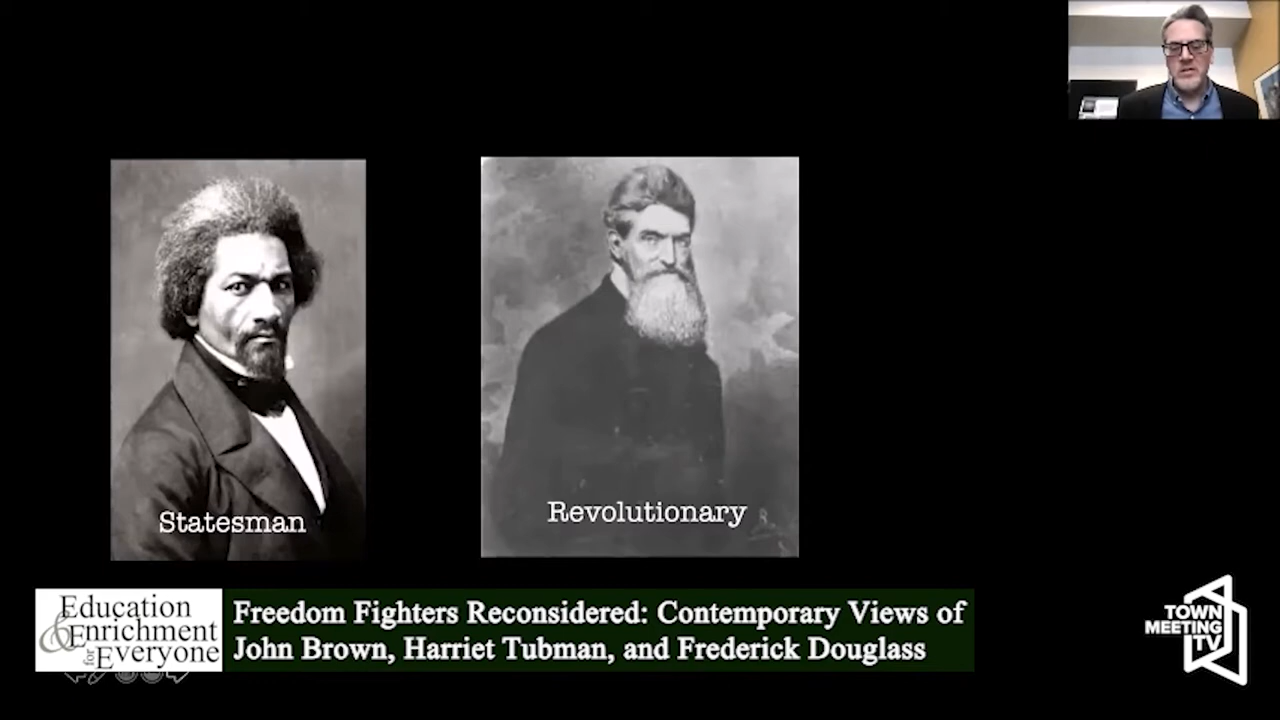 Statesman
Revolutionary
Education
& Enrichment
for Everyone
Freedom Fighters Reconsidered: Contemporary Views of
John Brown, Harriet Tubman, and Frederick Douglass
TOWN
MEETING
TV